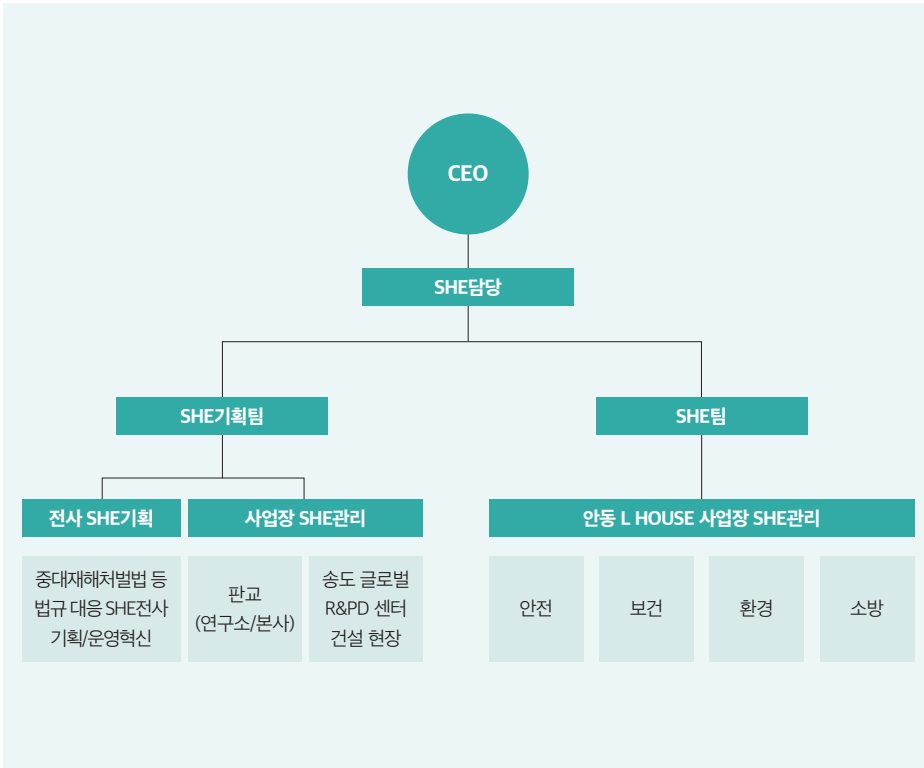 CEO
SHE담당
SHE기획팀
SHE팀
전사 SHE기획
사업장 SHE관리
안동 L HOUSE 사업장 SHE관리
중대재해처벌법 등
법규 대응 SHE전사
기획/운영혁신
판교
(연구소/본사)
송도 글로벌
R&PD 센터
건설 현장
안전
보건
환경
소방